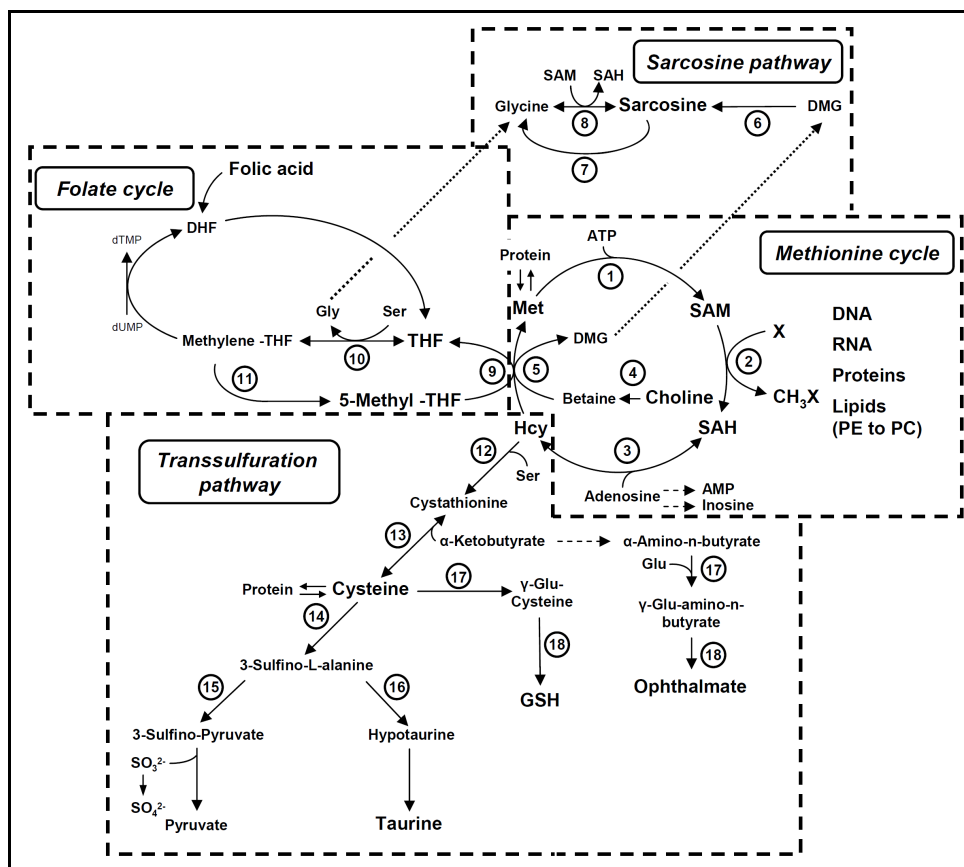 Sarcosine pathway
SAM
SAH
Glycine
8
Sarcosine
6
DMG
7
Folate cycle
Folic acid
DHF
dTMP
dUMP
Gly
Ser
Methylene -THF
10
THF
11
5-Methyl -THF
9
Methionine cycle
ATP
Protein
1
Met
SAM
DMG
5
4
Betaine
Choline
2
X
CH3X
DNA
RNA
Proteins
Lipids
(PE to PC)
Hcy
3
SAH
Adenosine
AMP
Inosine
Transsulfuration
pathway
12
Ser
Cystathionine
13
α-Ketobutyrate
α-Amino-n-butyrate
Glu
17
Protein
Cysteine
17
γ-Glu-
Cysteine
γ-Glu-amino-n-
butyrate
14
18
18
3-Sulfino-L-alanine
GSH
Ophthalmate
15
16
3-Sulfino-Pyruvate
Hypotaurine
SO3 2-
SO4 2-
Pyruvate
Taurine